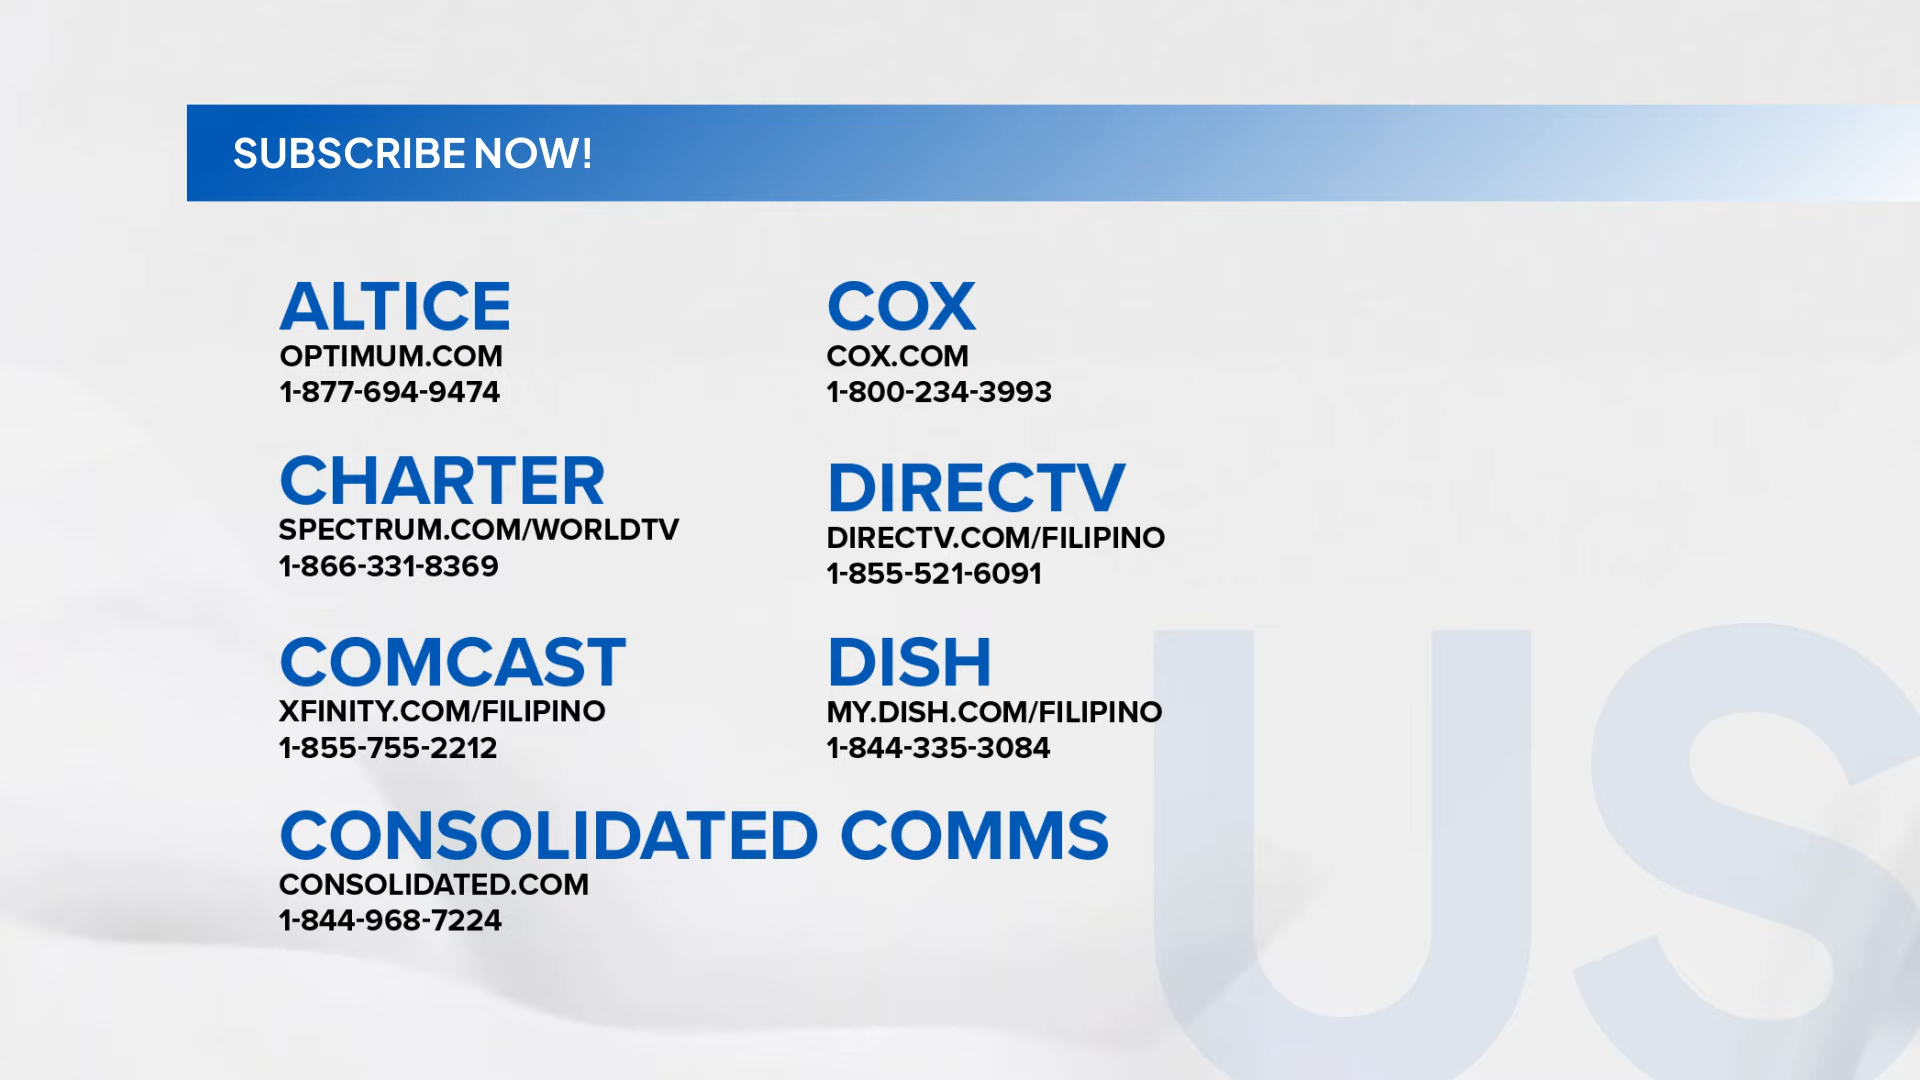 SUBSCRIBE NOW!
ALTICE
OPTIMUM.COM
1-877-694-9474
CHARTER
SPECTRUM.COM/WORLDTV
1-866-331-8369
COMCAST
XFINITY.COM/FILIPINO
1-855-755-2212
CONSOLIDATED COMMS
CONSOLIDATED.COM
1-844-968-7224
COX
COX.COM
1-800-234-3993
DIRECTV
DIRECTV.COM/FILIPINO
1-855-521-6091
DISH
MY.DISH.COM/FILIPINO
1-844-335-3084
US